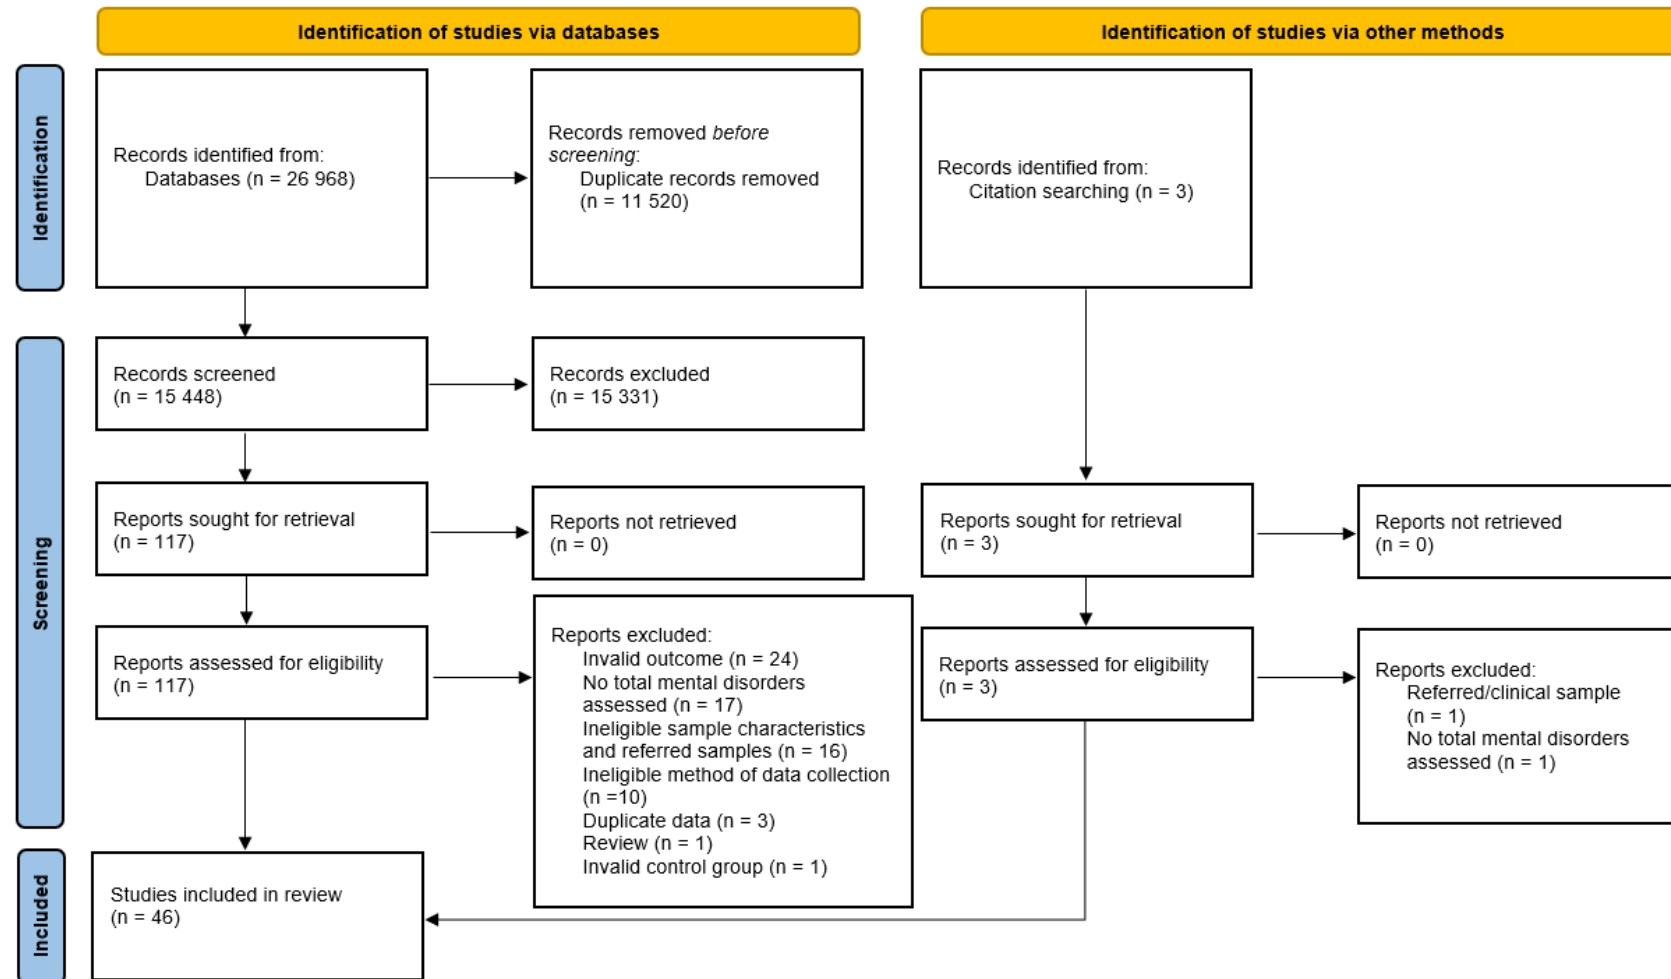 Identification of studies via databases
Identification of studies via other methods
Identification
Records identified from:
Databases (n = 26 968)
Records removed before
screening:
Duplicate records removed
(n = 11 520)
Records identified from:
Citation searching (n = 3)
Screening
Records screened
(n = 15 448)
Records excluded
(n = 15 331)
Reports sought for retrieval
(n = 117)
Reports not retrieved
(n = 0)
Reports sought for retrieval
(n = 3)
Reports not retrieved
(n = 0)
Reports assessed for eligibility
(n = 117)
Reports excluded:
Invalid outcome (n = 24)
No total mental disorders
assessed (n = 17)
Ineligible sample characteristics
and referred samples (n = 16)
Ineligible method of data collection
(n =10)
Duplicate data (n = 3)
Review (n = 1)
Invalid control group (n = 1)
Reports assessed for eligibility
(n = 3)
Reports excluded:
Referred/clinical sample
(n = 1)
No total mental disorders
assessed (n = 1)
Included
Studies included in review
(n = 46)